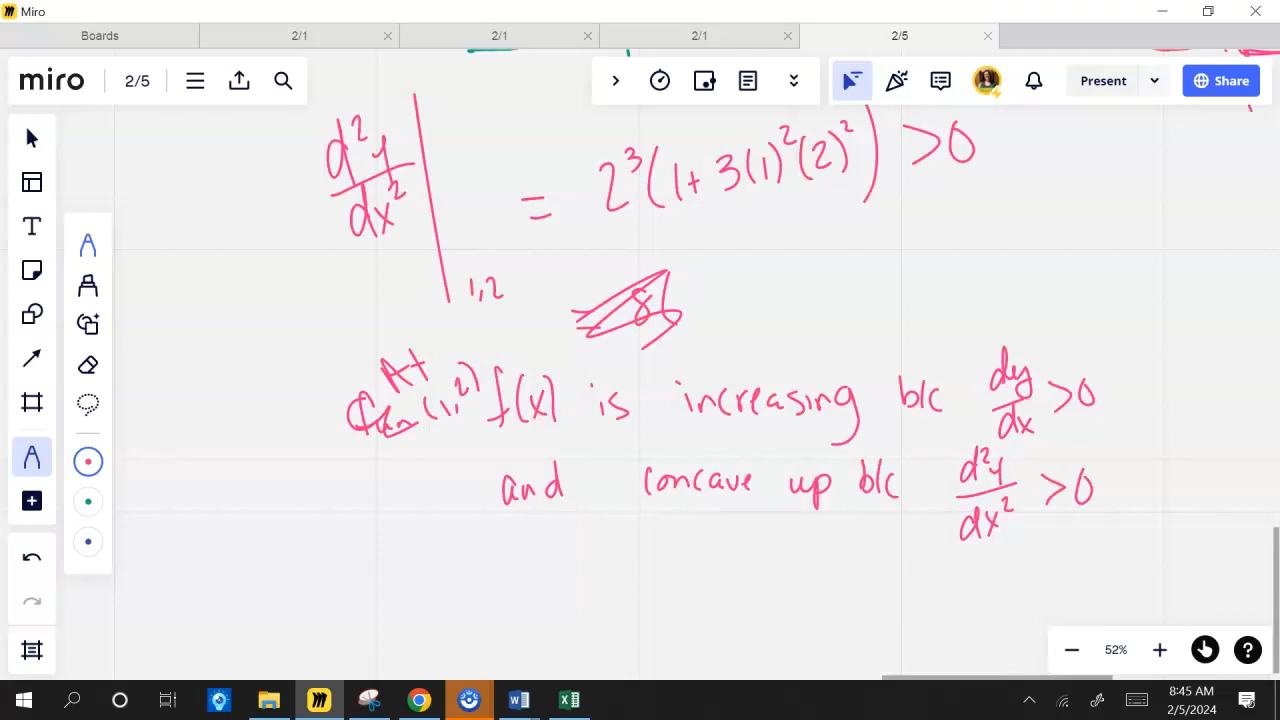 Miro
Boards 2/1 2/1 2/1 2/5
miro 2/5 Present Share
d²y/dx² | 1,2 = 2³(1+3(1)²(2)²) >0
At (1,2) f(x) is increasing b/c dy/dx >0
and concave up b/c d²y/dx² >0
52%
8:45 AM
2/5/2024